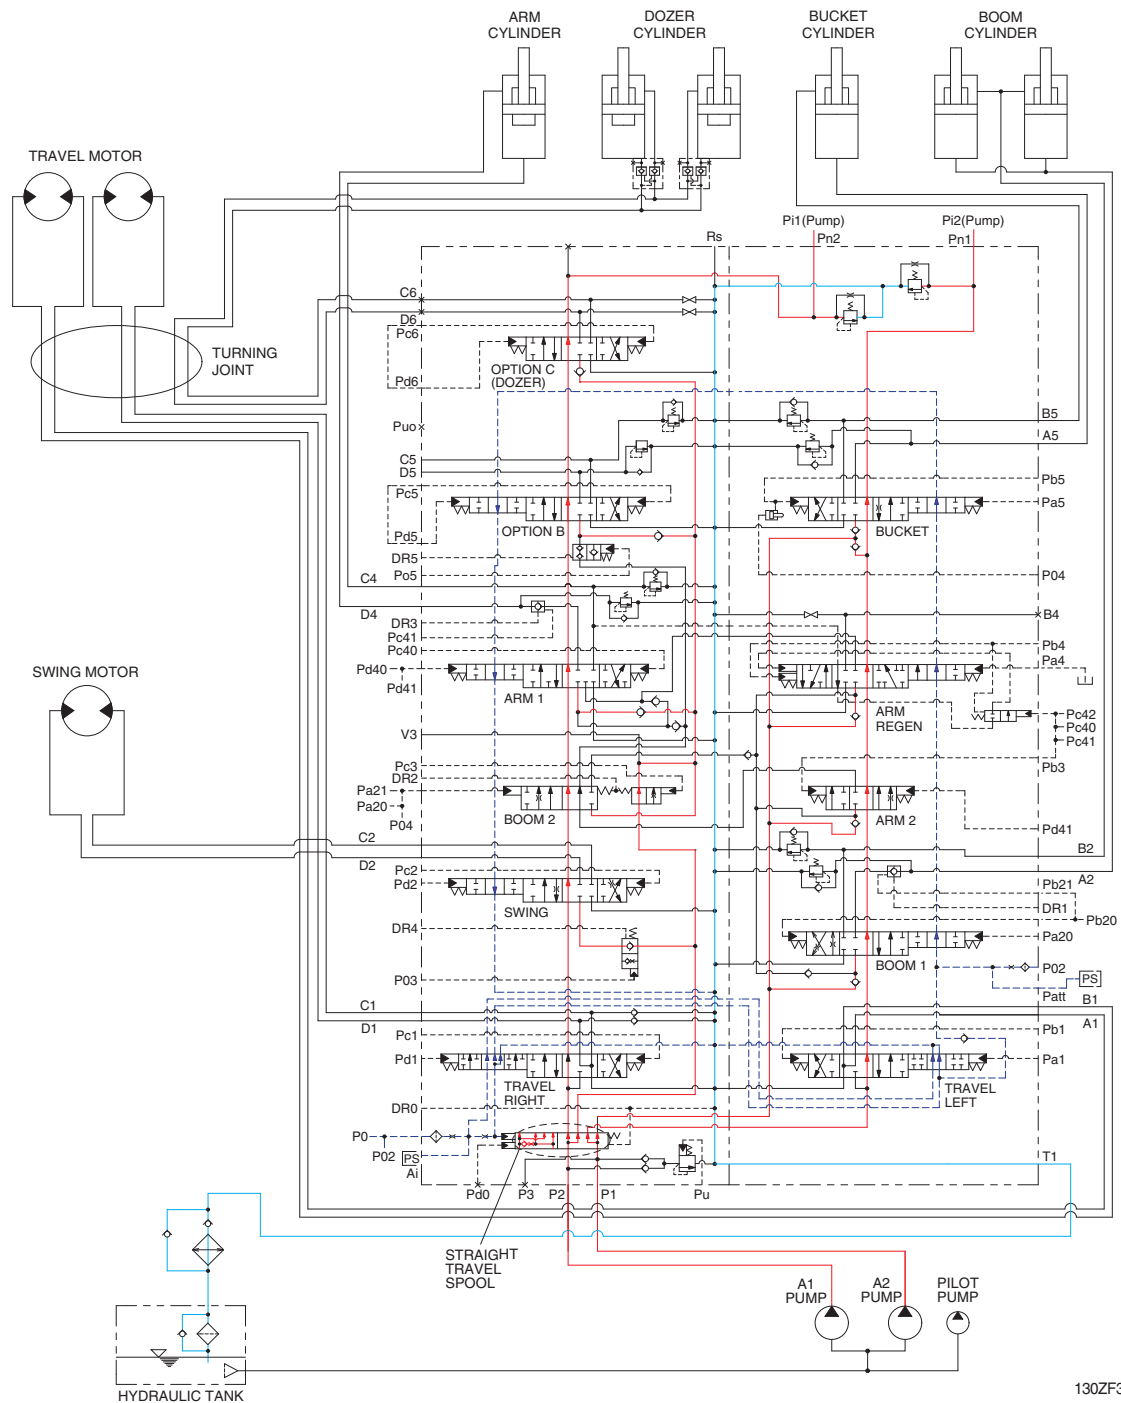 ARM
CYLINDER
DOZER
CYLINDER
BUCKET
CYLINDER
BOOM
CYLINDER
TRAVEL MOTOR
Pi1(Pump)
Pn2
Pi2(Pump)
Pn1
Rs
C6
D6
Pc6
Pd6
OPTION C
(DOZER)
TURNING
JOINT
Puo
B5
A5
C5
D5
Pc5
Pd5
OPTION B
Pb5
Pa5
BUCKET
DR5
Po5
P04
C4
D4
DR3
Pc41
Pc40
Pd40
Pd41
ARM 1
B4
Pb4
Pa4
ARM
REGEN
Pc42
Pc40
Pc41
SWING MOTOR
V3
Pc3
DR2
Pa21
Pa20
P04
BOOM 2
Pb3
ARM 2
Pd41
C2
D2
Pc2
Pd2
SWING
B2
A2
Pb21
DR1
Pb20
Pa20
BOOM 1
DR4
P03
P02
PS
Patt
C1
D1
Pc1
Pd1
TRAVEL
RIGHT
B1
A1
Pb1
Pa1
TRAVEL
LEFT
DR0
P0
P02
PS
Ai
Pd0
P3
P2
P1
Pu
T1
STRAIGHT
TRAVEL
SPOOL
A1
PUMP
A2
PUMP
PILOT
PUMP
HYDRAULIC TANK
130ZF3